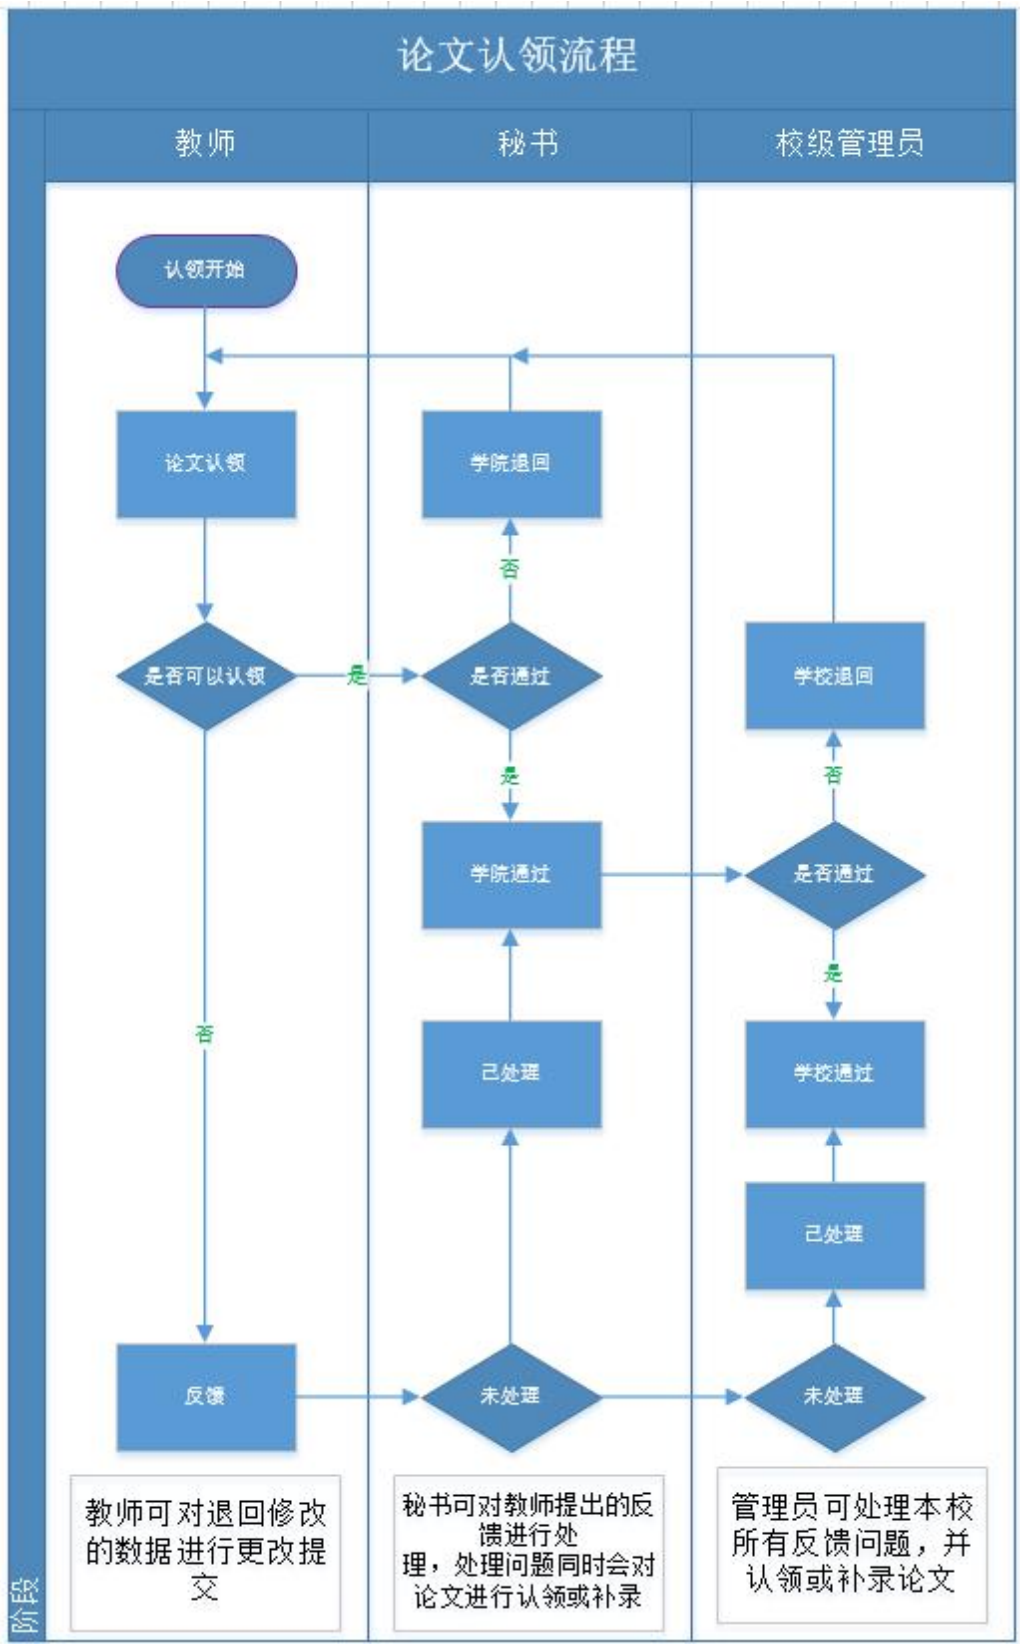 论文认领流程
教师
秘书
校级管理员
认领开始
论文认领
学院退回
否
是否可以认领
是
是否通过
学校退回
是
否
学院通过
是否通过
是
否
已处理
学校通过
已处理
反馈
未处理
未处理
教师可对退回修改
的数据进行更改提
交
秘书可对教师提出的反
馈进行处
理，处理问题同时会对
论文进行认领或补录
管理员可处理本校
所有反馈问题，并
认领或补录论文
阶段